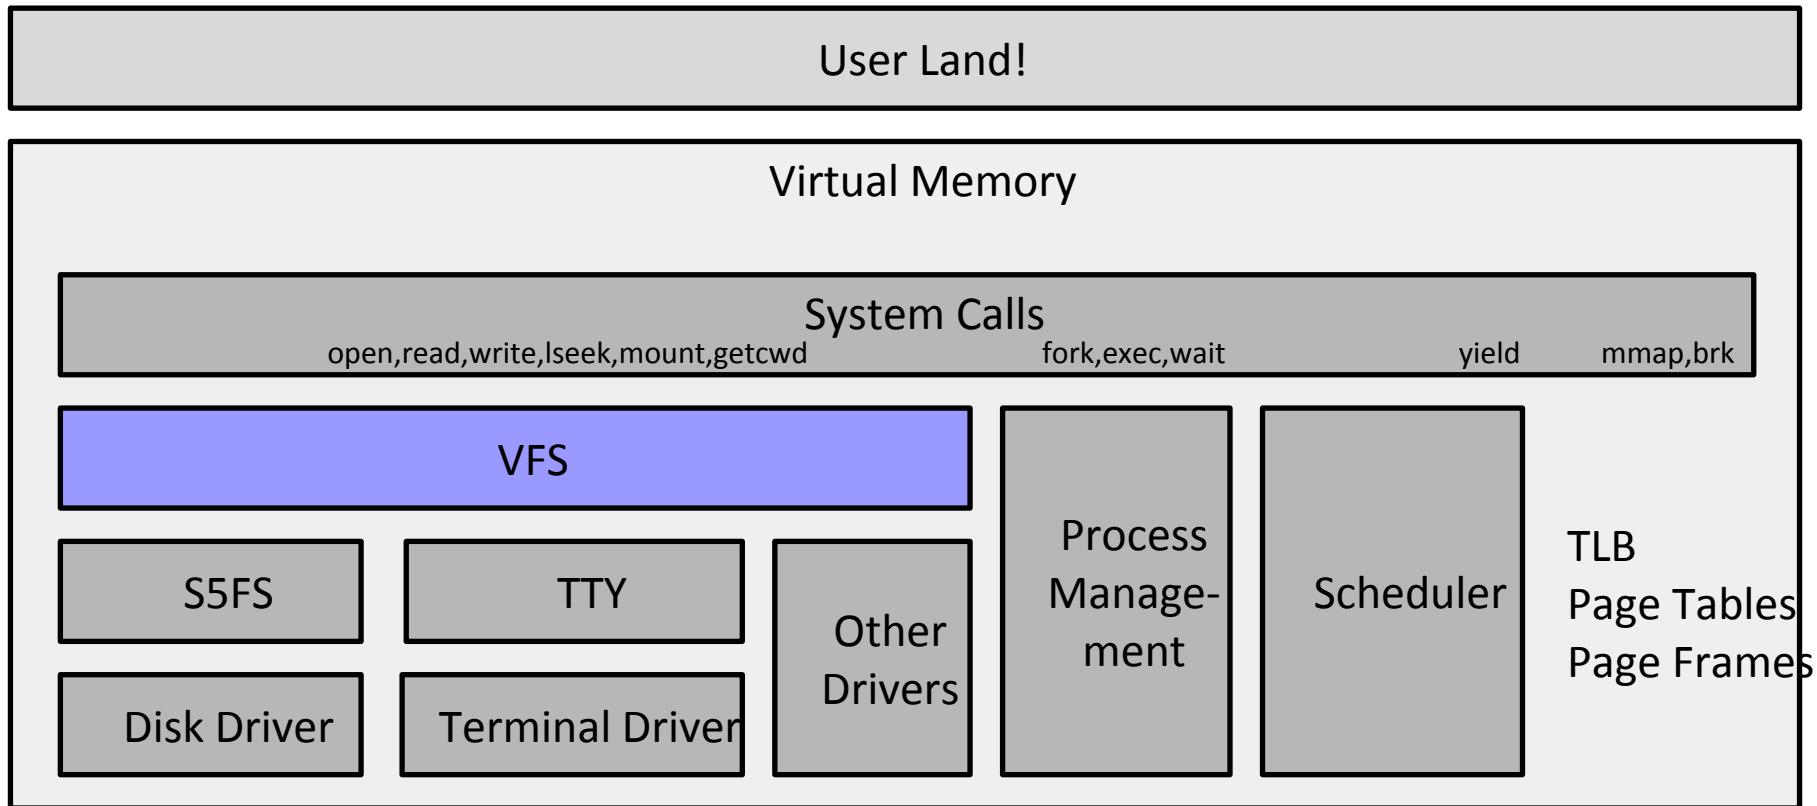 User Land!
Virtual Memory
System Calls
open,read,write,lseek,mount,getcwd
fork,exec,wait
yield
mmap,brk
VFS
S5FS
TTY
Other
Drivers
Process
Manage-
ment
Scheduler
TLB
Page Tables
Page Frames
Disk Driver
Terminal Driver